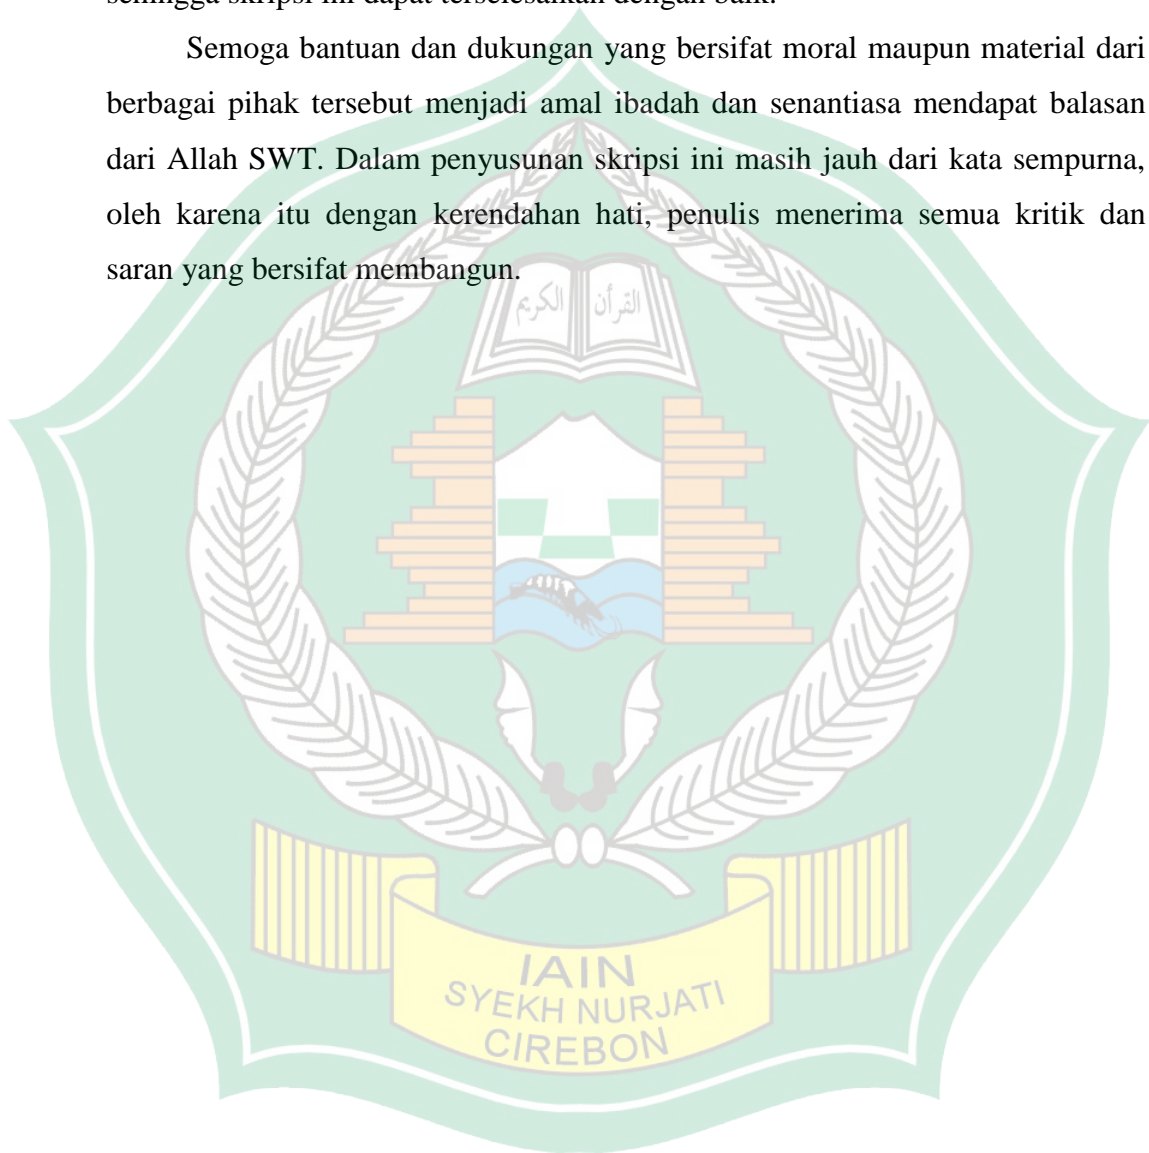 sehingga skripsi ini dapat terselesaikan dengan baik.
Semoga bantuan dan dukungan yang bersifat moral maupun material dari
berbagai pihak tersebut menjadi amal ibadah dan senantiasa mendapat balasan
dari Allah SWT. Dalam penyusunan skripsi ini masih jauh dari kata sempurna,
oleh karena itu dengan kerendahan hati, penulis menerima semua kritik dan
saran yang bersifat membangun.
القرأن الكريم
IAIN
SYEKH NURJATI
CIREBON